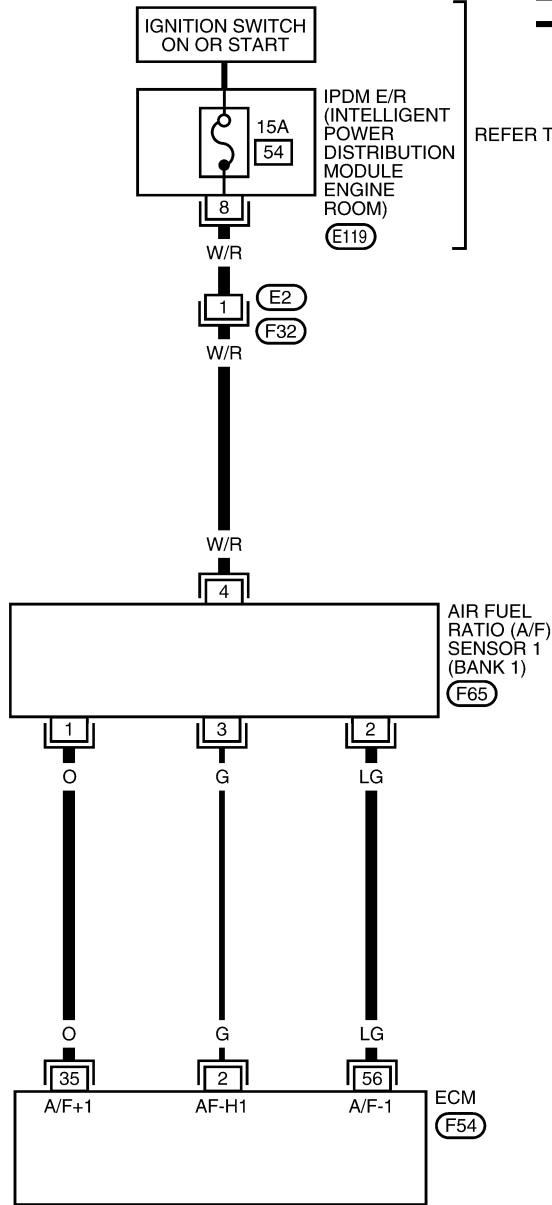 IGNITION SWITCH
ON OR START
IPDM E/R
(INTELLIGENT
POWER
DISTRIBUTION
MODULE
ENGINE
ROOM)
E119
15A
54
REFER T
8
W/R
1
E2
F32
W/R
W/R
4
AIR FUEL
RATIO (A/F)
SENSOR 1
(BANK 1)
F65
1
3
2
O
G
LG
O
G
LG
35
2
56
A/F+1
AF-H1
A/F-1
ECM
F54